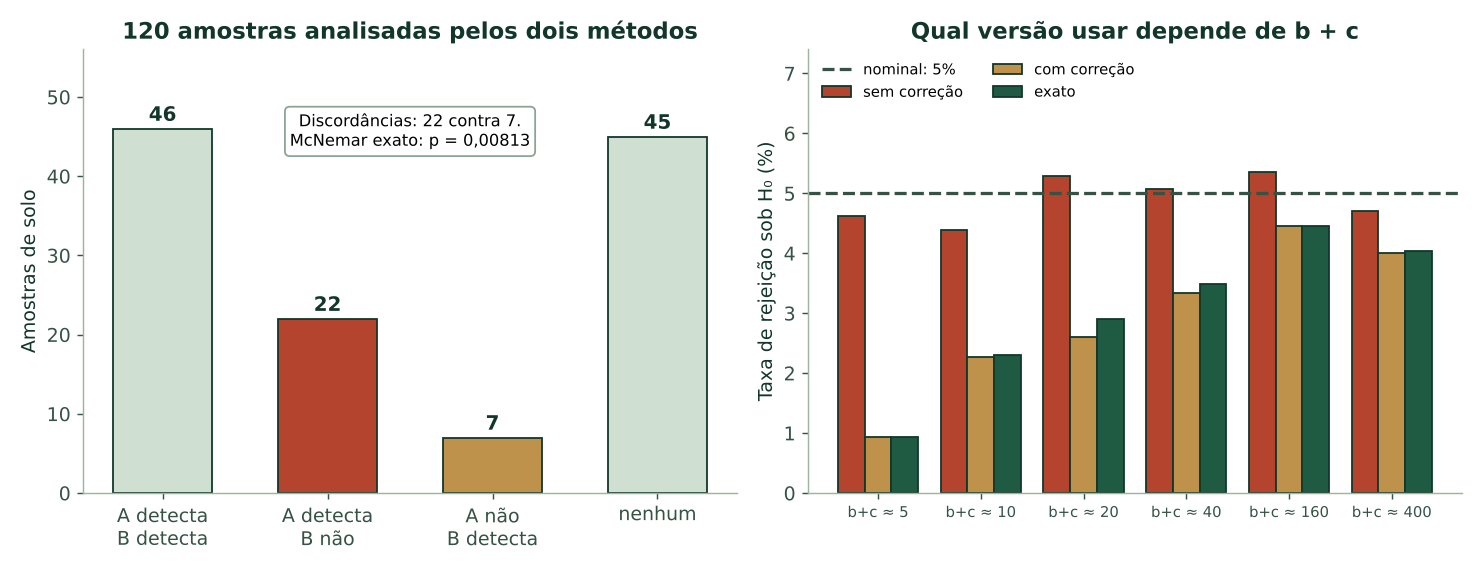 120 amostras analisadas pelos dois métodos
Amostras de solo
50
40
30
20
10
0
46
22
7
45
Discordâncias: 22 contra 7.
McNemar exato: p = 0,00813
A detecta
B detecta
A detecta
B não
A não
B detecta
nenhum
Qual versão usar depende de b + c
Taxa de rejeição sob H₀ (%)
7
6
5
4
3
2
1
0
nominal: 5%
sem correção
com correção
exato
b+c ≈ 5
b+c ≈ 10
b+c ≈ 20
b+c ≈ 40
b+c ≈ 160
b+c ≈ 400